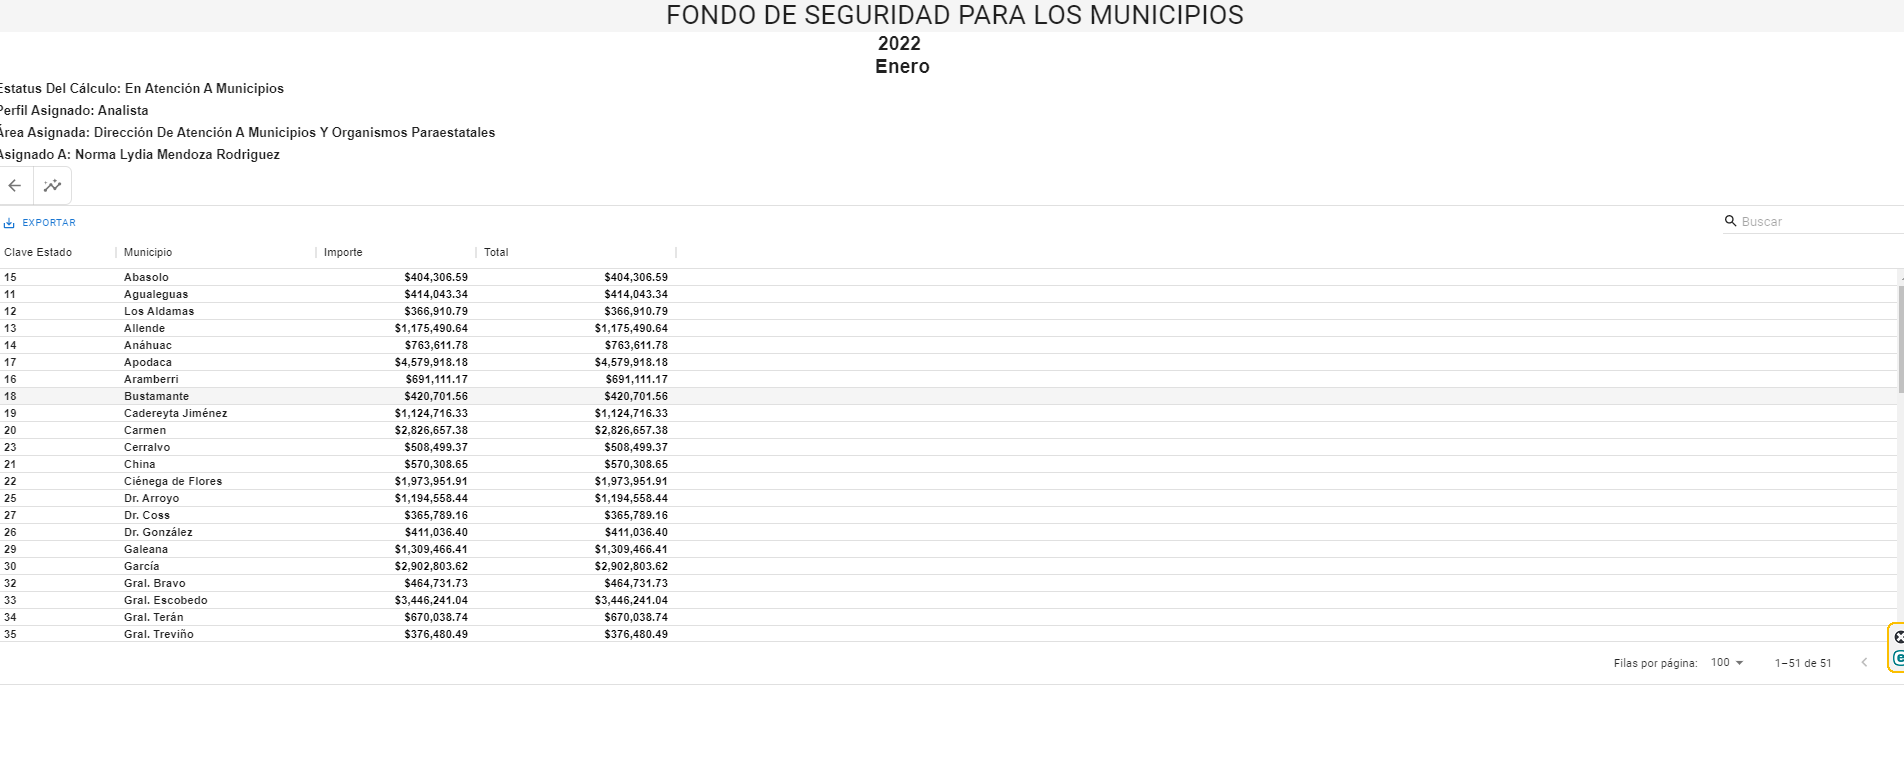 FONDO DE SEGURIDAD PARA LOS MUNICIPIOS
2022
Enero
Estatus Del Cálculo: En Atención A Municipios
Perfil Asignado: Analista
Área Asignada: Dirección De Atención A Municipios Y Organismos Paraestatales
Asignado A: Norma Lydia Mendoza Rodriguez
EXPORTAR Buscar
Clave Estado Municipio Importe Total
15 Abasolo $404,306.59 $404,306.59
11 Agualeguas $414,043.34 $414,043.34
12 Los Aldamas $366,910.79 $366,910.79
13 Allende $1,175,490.64 $1,175,490.64
14 Anáhuac $763,611.78 $763,611.78
17 Apodaca $4,579,918.18 $4,579,918.18
16 Aramberri $691,111.17 $691,111.17
18 Bustamante $420,701.56 $420,701.56
19 Cadereyta Jiménez $1,124,716.33 $1,124,716.33
20 Carmen $2,826,657.38 $2,826,657.38
23 Cerralvo $508,499.37 $508,499.37
21 China $570,308.65 $570,308.65
22 Ciénega de Flores $1,973,951.91 $1,973,951.91
25 Dr. Arroyo $1,194,558.44 $1,194,558.44
27 Dr. Coss $365,789.16 $365,789.16
26 Dr. González $411,036.40 $411,036.40
29 Galeana $1,309,466.41 $1,309,466.41
30 García $2,902,803.62 $2,902,803.62
32 Gral. Bravo $464,731.73 $464,731.73
33 Gral. Escobedo $3,446,241.04 $3,446,241.04
34 Gral. Terán $670,038.74 $670,038.74
35 Gral. Treviño $376,480.49 $376,480.49
Filas por página: 100 1–51 de 51